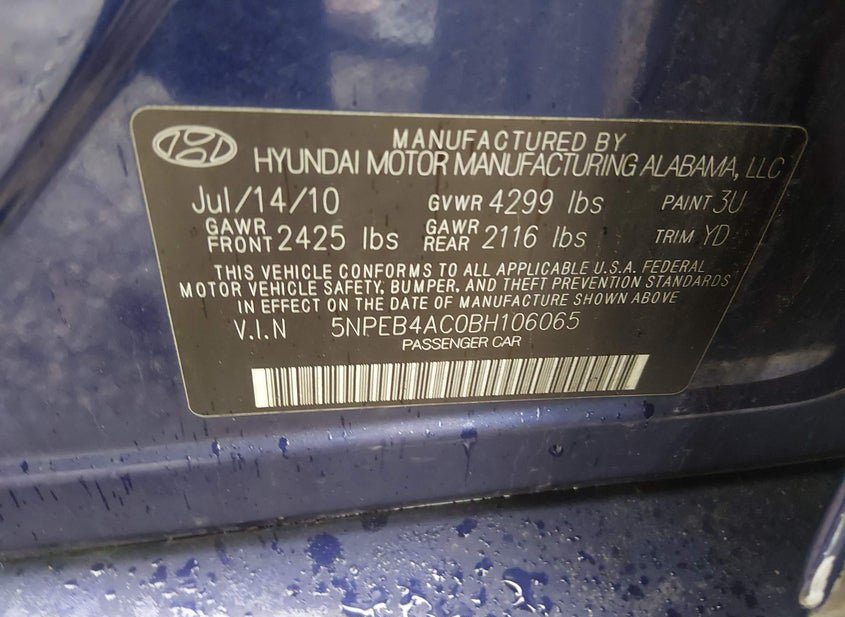 MANUFACTURED BY
HYUNDAI MOTOR MANUFACTURING ALABAMA, LLC
Jul/14/10 GVWR 4299 lbs PAINT 3U
GAWR FRONT 2425 lbs GAWR REAR 2116 lbs TRIM YD
THIS VEHICLE CONFORMS TO ALL APPLICABLE U.S.A. FEDERAL
MOTOR VEHICLE SAFETY, BUMPER, AND THEFT PREVENTION STANDARDS
IN EFFECT ON THE DATE OF MANUFACTURE SHOWN ABOVE
V.I.N 5NPEB4AC0BH106065
PASSENGER CAR